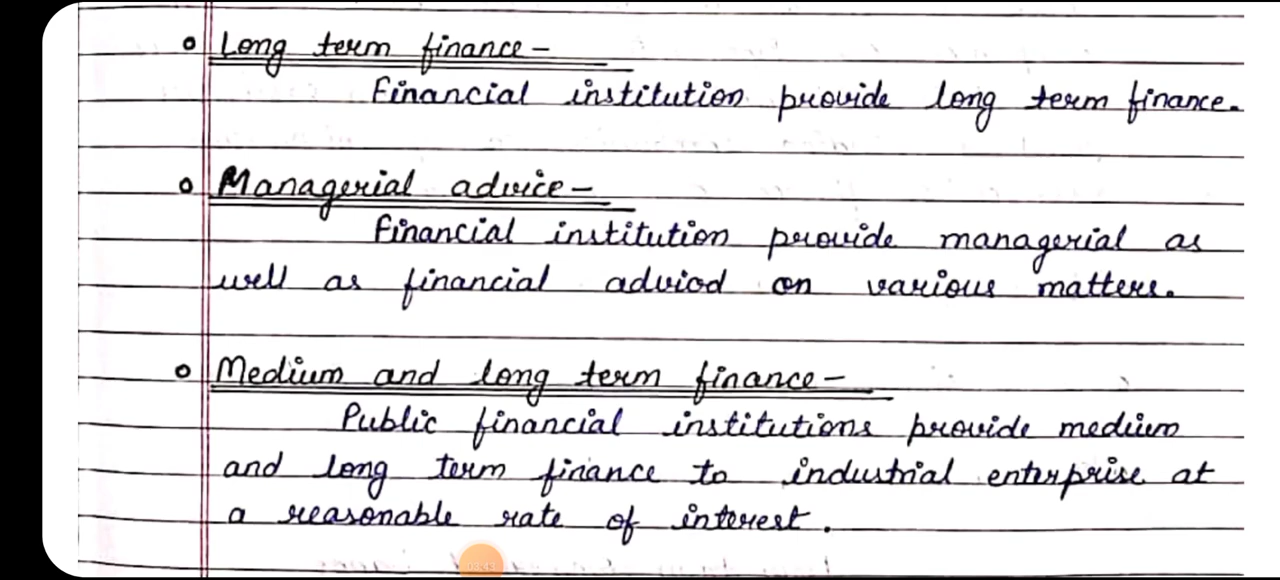 Long term finance -
Financial institution provide long term finance.
Managerial advice -
Financial institution provide managerial as
well as financial adviod on various matters.
Medium and long term finance -
Public financial institutions provide medium
and long term finance to industrial enterprise at
a reasonable rate of interest.